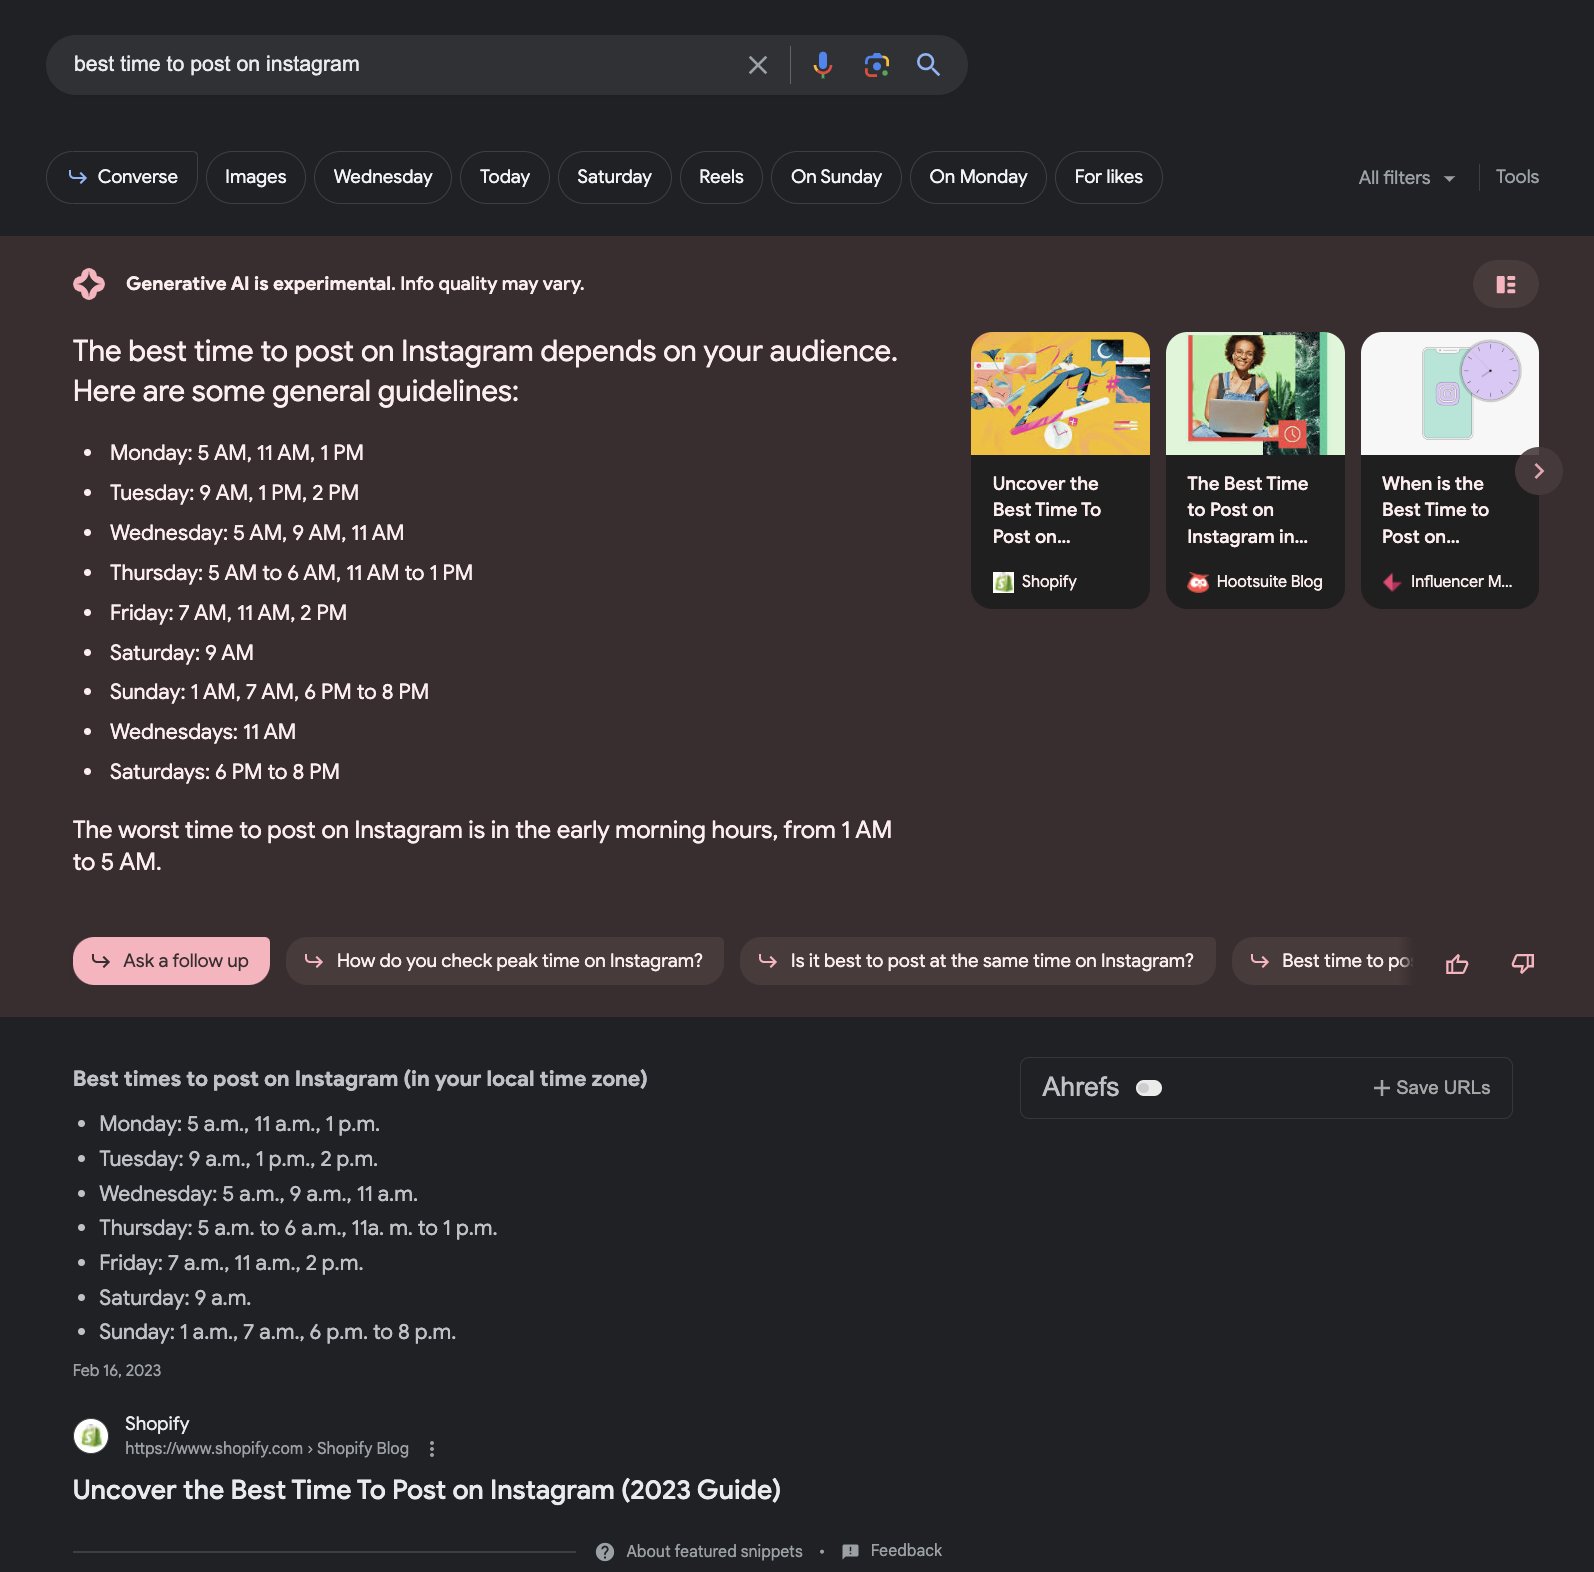 best time to post on instagram
Converse
Images
Wednesday
Today
Saturday
Reels
On Sunday
On Monday
For likes
All filters
Tools
Generative AI is experimental. Info quality may vary.
The best time to post on Instagram depends on your audience.
Here are some general guidelines:
• Monday: 5 AM, 11 AM, 1 PM
• Tuesday: 9 AM, 1 PM, 2 PM
• Wednesday: 5 AM, 9 AM, 11 AM
• Thursday: 5 AM to 6 AM, 11 AM to 1 PM
• Friday: 7 AM, 11 AM, 2 PM
• Saturday: 9 AM
• Sunday: 1 AM, 7 AM, 6 PM to 8 PM
• Wednesdays: 11 AM
• Saturdays: 6 PM to 8 PM
The worst time to post on Instagram is in the early morning hours, from 1 AM
to 5 AM.
Uncover the
Best Time To
Post on...
Shopify
The Best Time
to Post on
Instagram in...
Hootsuite Blog
When is the
Best Time to
Post on...
Influencer M...
Ask a follow up
How do you check peak time on Instagram?
Is it best to post at the same time on Instagram?
Best time to po
Best times to post on Instagram (in your local time zone)
• Monday: 5 a.m., 11 a.m., 1 p.m.
• Tuesday: 9 a.m., 1 p.m., 2 p.m.
• Wednesday: 5 a.m., 9 a.m., 11 a.m.
• Thursday: 5 a.m. to 6 a.m., 11a. m. to 1 p.m.
• Friday: 7 a.m., 11 a.m., 2 p.m.
• Saturday: 9 a.m.
• Sunday: 1 a.m., 7 a.m., 6 p.m. to 8 p.m.
Feb 16, 2023
Ahrefs
+ Save URLs
Shopify
https://www.shopify.com › Shopify Blog
Uncover the Best Time To Post on Instagram (2023 Guide)
About featured snippets • Feedback